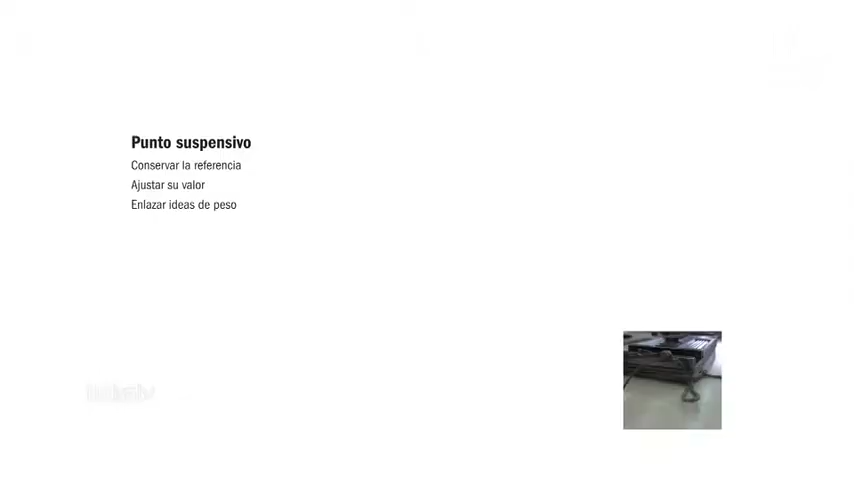 Punto suspensivo
Conservar la referencia
Ajustar su valor
Enlazar ideas de peso